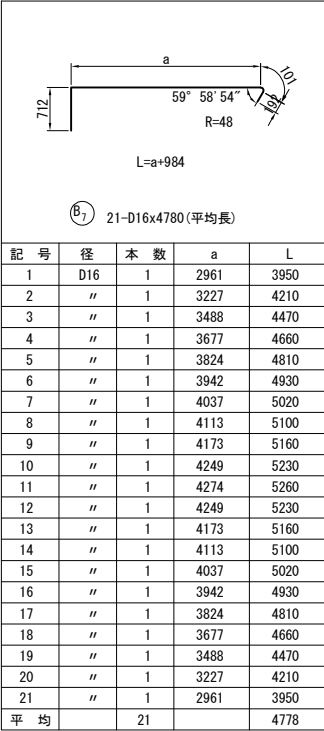 a
101
59° 58′54″
192
712
R=48
L=a+984
B7 21-D16x4780(平均長)
記 号 径 本 数 a L
1 D16 1 2961 3950
2 〃 1 3227 4210
3 〃 1 3488 4470
4 〃 1 3677 4660
5 〃 1 3824 4810
6 〃 1 3942 4930
7 〃 1 4037 5020
8 〃 1 4113 5100
9 〃 1 4173 5160
10 〃 1 4249 5230
11 〃 1 4274 5260
12 〃 1 4249 5230
13 〃 1 4173 5160
14 〃 1 4113 5100
15 〃 1 4037 5020
16 〃 1 3942 4930
17 〃 1 3824 4810
18 〃 1 3677 4660
19 〃 1 3488 4470
20 〃 1 3227 4210
21 〃 1 2961 3950
平 均 21 4778